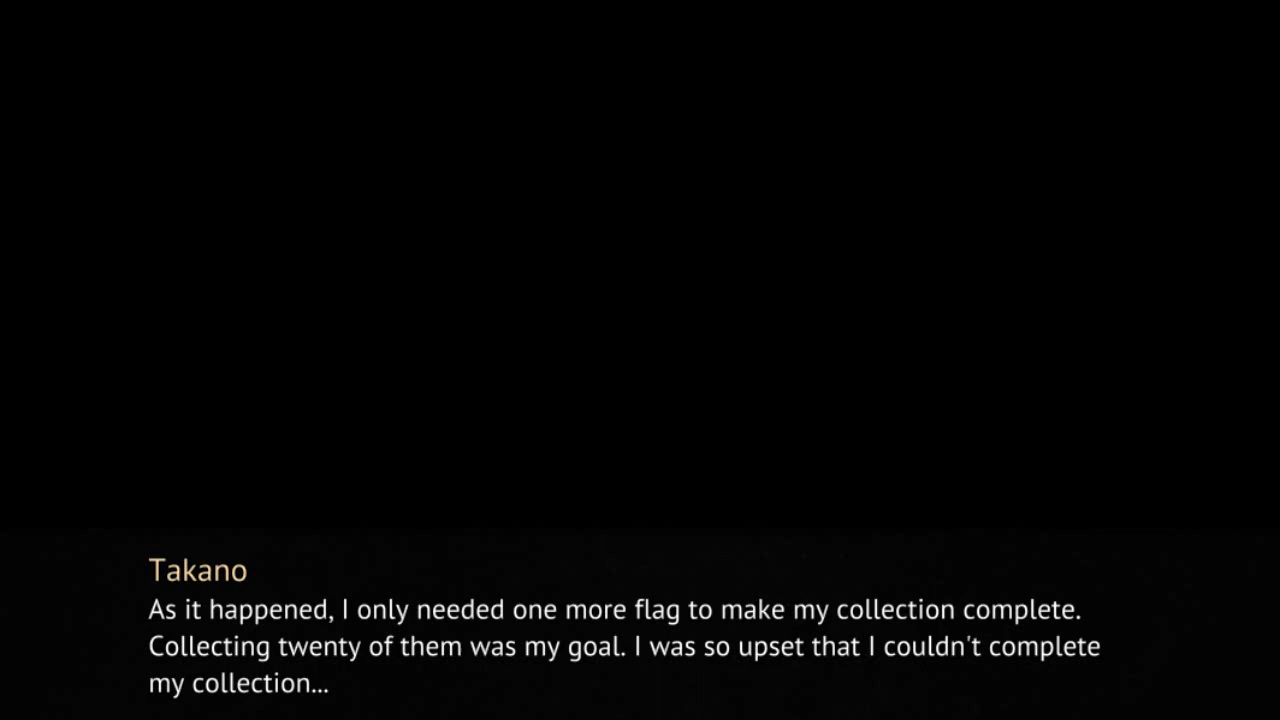 Takano
As it happened, I only needed one more flag to make my collection complete.
Collecting twenty of them was my goal. I was so upset that I couldn't complete
my collection...